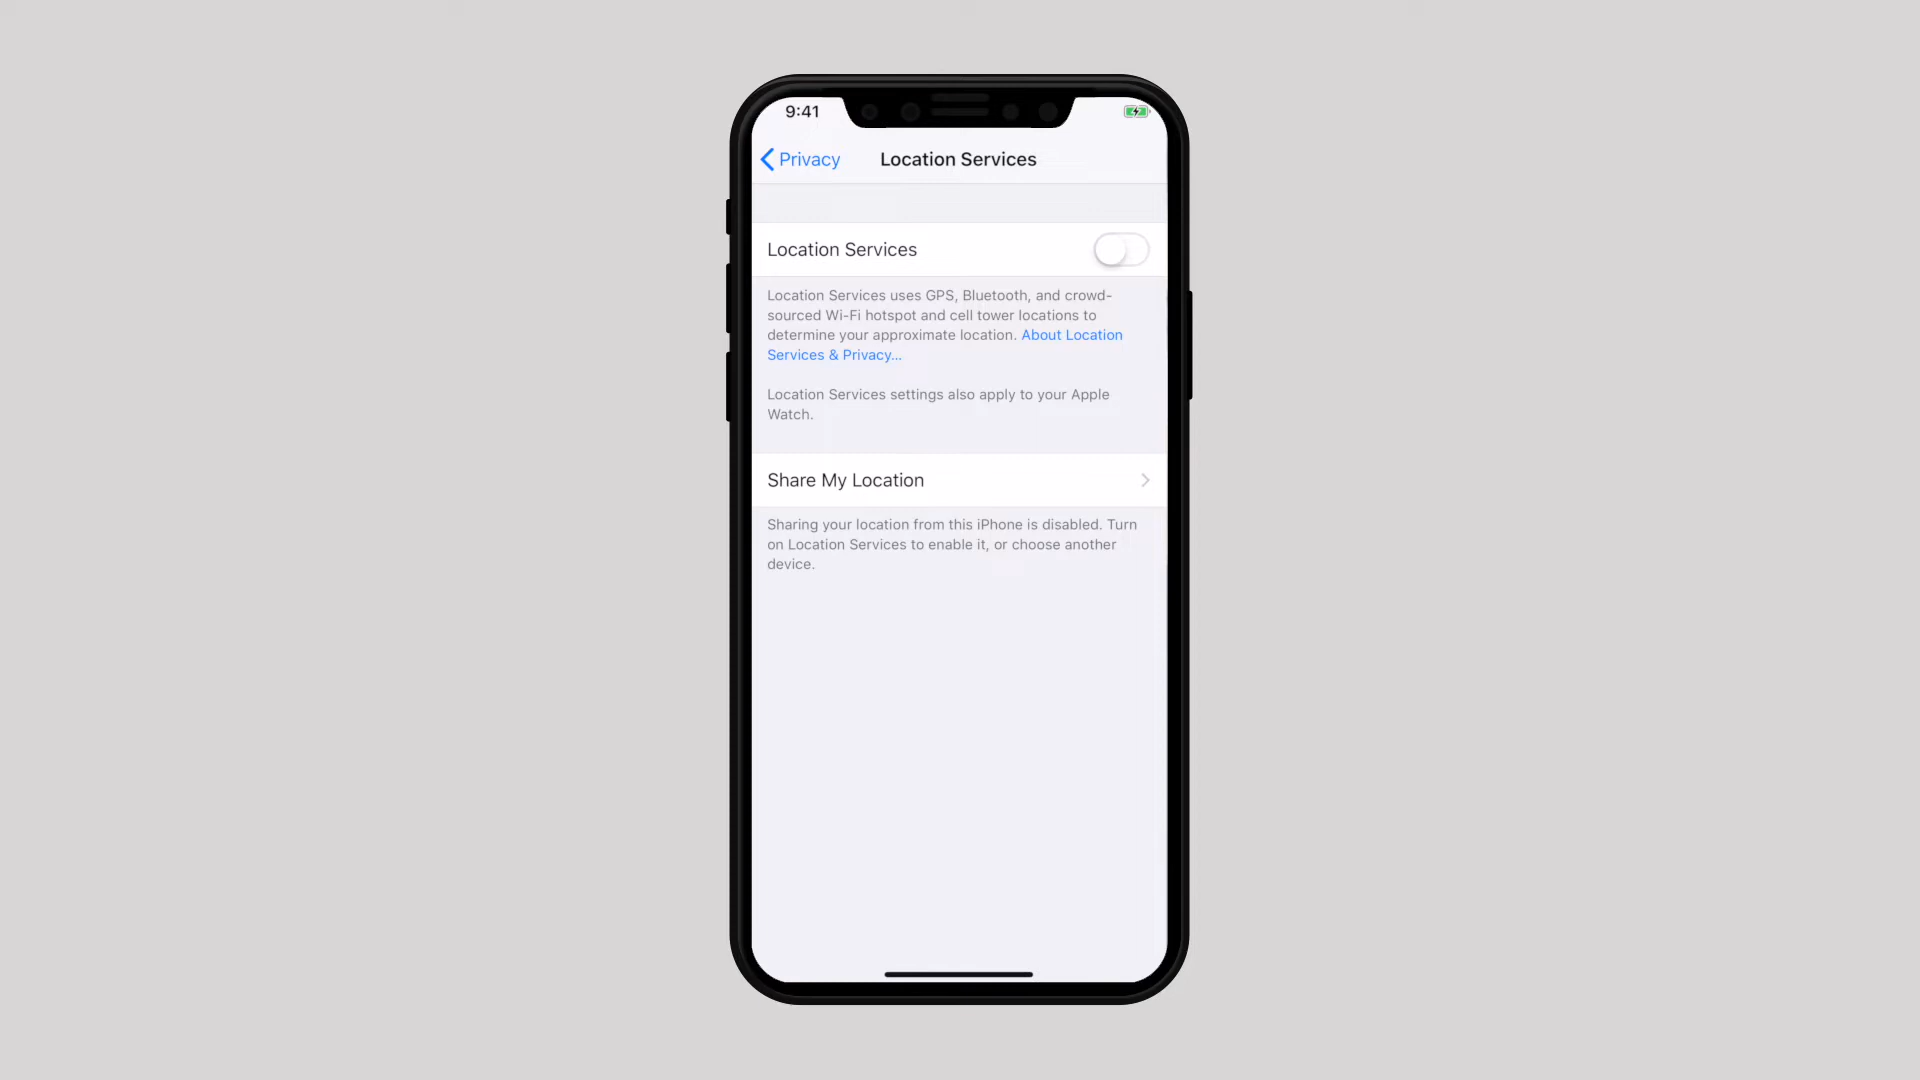 9:41
Privacy
Location Services
Location Services
Location Services uses GPS, Bluetooth, and crowd-
sourced Wi-Fi hotspot and cell tower locations to
determine your approximate location. About Location
Services & Privacy...
Location Services settings also apply to your Apple
Watch.
Share My Location
Sharing your location from this iPhone is disabled. Turn
on Location Services to enable it, or choose another
device.